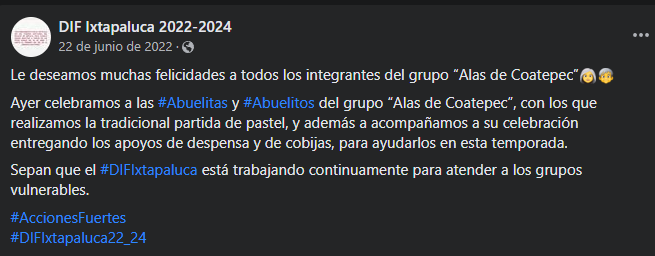 DIF Ixtapaluca 2022-2024
22 de junio de 2022 ·
Le deseamos muchas felicidades a todos los integrantes del grupo “Alas de Coatepec”👵🧓
Ayer celebramos a las #Abuelitas y #Abuelitos del grupo “Alas de Coatepec”, con los que
realizamos la tradicional partida de pastel, y además a acompañamos a su celebración
entregando los apoyos de despensa y de cobijas, para ayudarlos en esta temporada.
Sepan que el #DIFIxtapaluca está trabajando continuamente para atender a los grupos
vulnerables.
#AccionesFuertes
#DIFIxtapaluca22_24